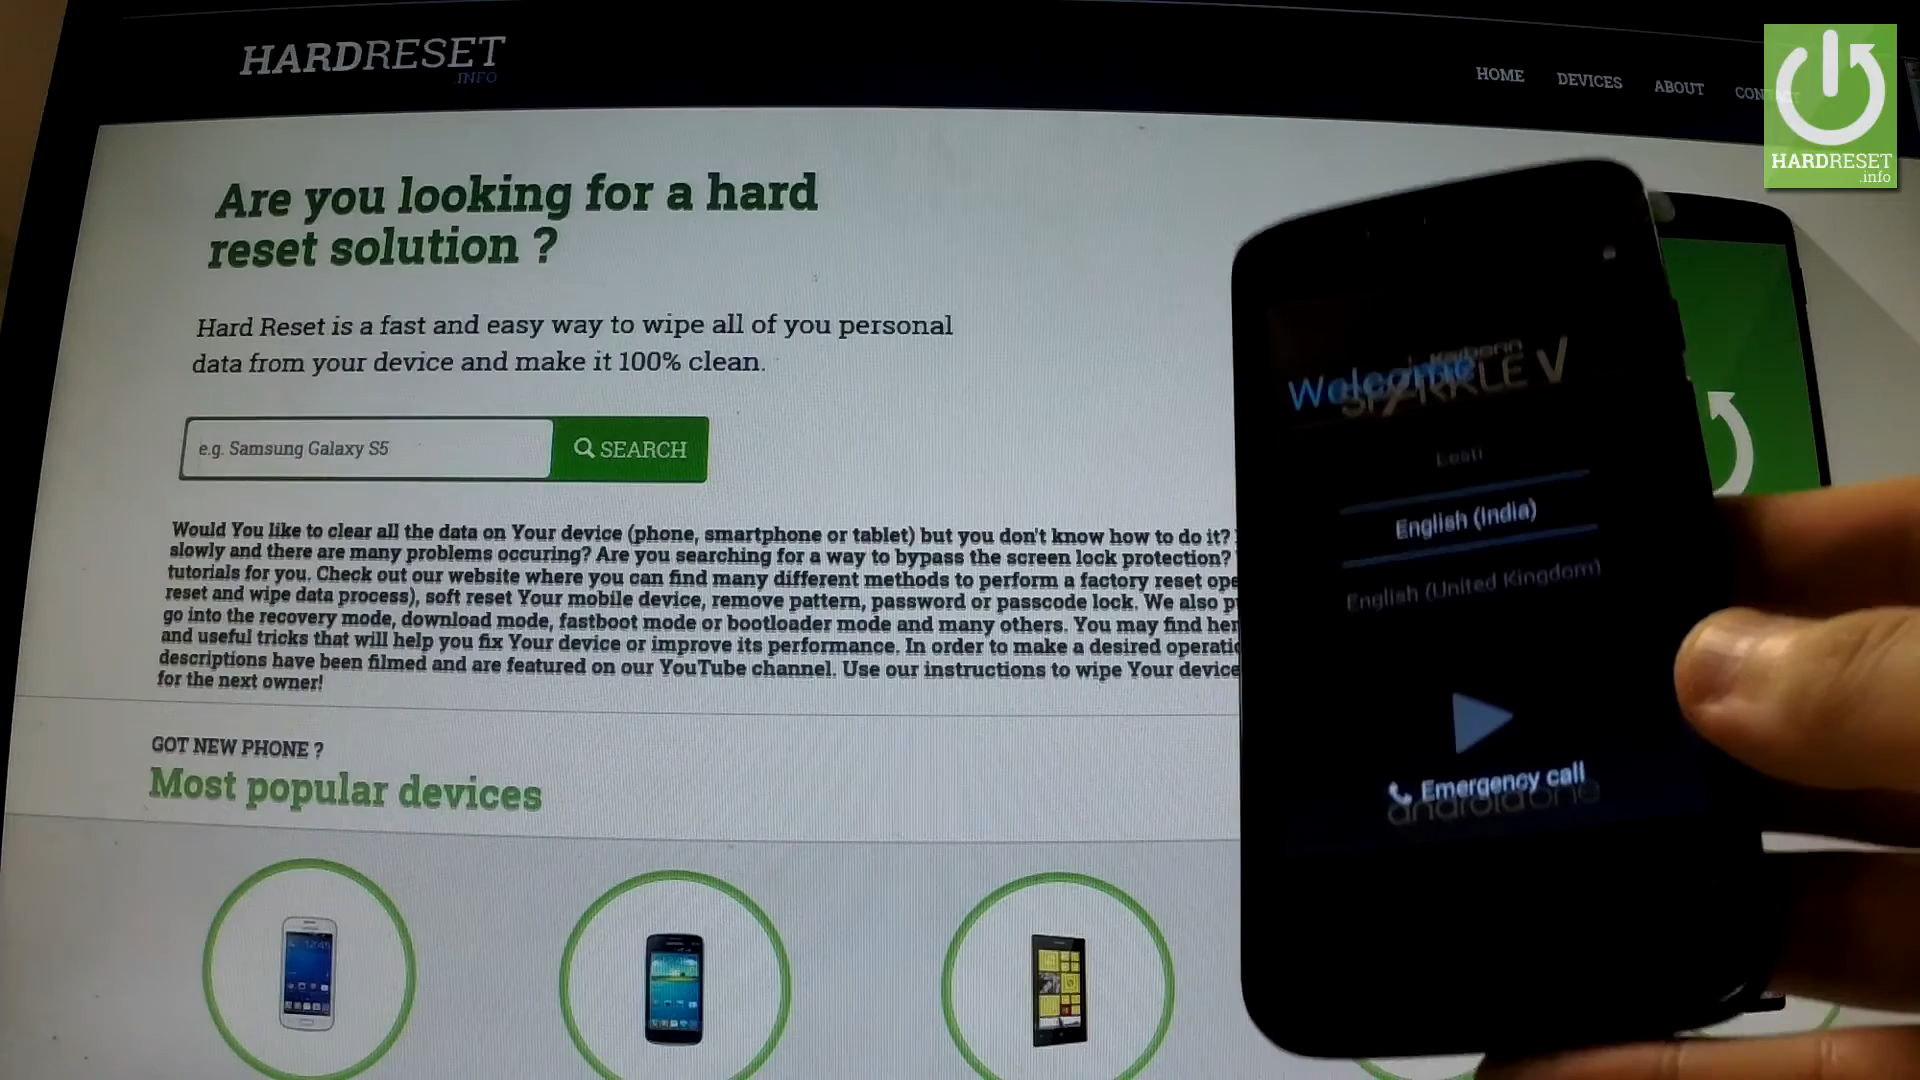 HARDRESET
.INFO
HOME DEVICES ABOUT
HARDRESET
.info
Are you looking for a hard
reset solution ?
Hard Reset is a fast and easy way to wipe all of you personal
data from your device and make it 100% clean.
e.g. Samsung Galaxy S5
SEARCH
Would You like to clear all the data on Your device (phone, smartphone or tablet) but you don't know how to do it?
slowly and there are many problems occuring? Are you searching for a way to bypass the screen lock protection?
tutorials for you. Check out our website where you can find many different methods to perform a factory reset
reset and wipe data process), soft reset Your mobile device, remove pattern, password or passcode lock. We also
go into the recovery mode, download mode, fastboot mode or bootloader mode and many others. You may find
and useful tricks that will help you fix Your device or improve its performance. In order to make a desired
descriptions have been filmed and are featured on our YouTube channel. Use our instructions to wipe Your device
for the next owner!
GOT NEW PHONE ?
Most popular devices
Welcome
Karbonn
SPARKLE V
Eesti
English (India)
English (United Kingdom)
Emergency call
androidone